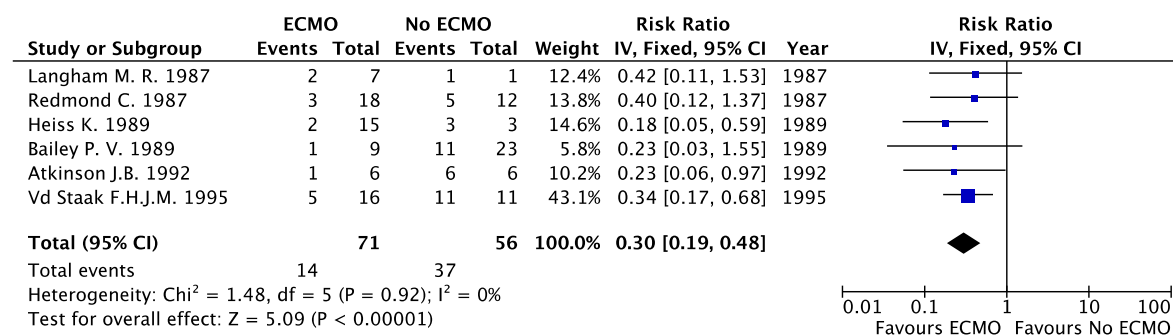 ECMO No ECMO Risk Ratio Risk Ratio
Study or Subgroup Events Total Events Total Weight IV, Fixed, 95% CI Year IV, Fixed, 95% CI
Langham M. R. 1987 2 7 1 1 12.4% 0.42 [0.11, 1.53] 1987
Redmond C. 1987 3 18 5 12 13.8% 0.40 [0.12, 1.37] 1987
Heiss K. 1989 2 15 3 3 14.6% 0.18 [0.05, 0.59] 1989
Bailey P. V. 1989 1 9 11 23 5.8% 0.23 [0.03, 1.55] 1989
Atkinson J.B. 1992 1 6 6 6 10.2% 0.23 [0.06, 0.97] 1992
Vd Staak F.H.J.M. 1995 5 16 11 11 43.1% 0.34 [0.17, 0.68] 1995
Total (95% CI) 71 56 100.0% 0.30 [0.19, 0.48]
Total events 14 37
Heterogeneity: Chi² = 1.48, df = 5 (P = 0.92); I² = 0%
Test for overall effect: Z = 5.09 (P < 0.00001)
0.01 0.1 1 10 100
Favours ECMO Favours No ECMO